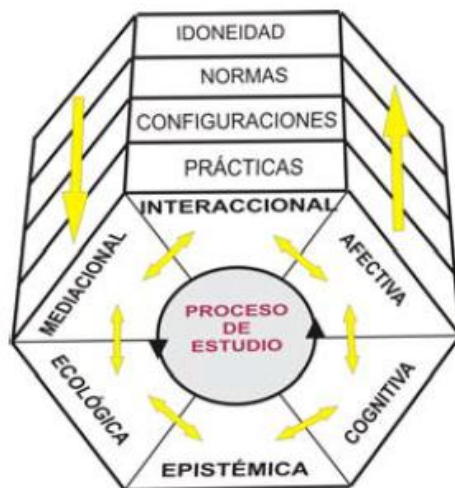 IDONEIDAD
NORMAS
CONFIGURACIONES
PRÁCTICAS
INTERACCIONAL
MEDIACIONAL
AFECTIVA
PROCESO
DE
ESTUDIO
ECOLÓGICA
COGNITIVA
EPISTÉMICA